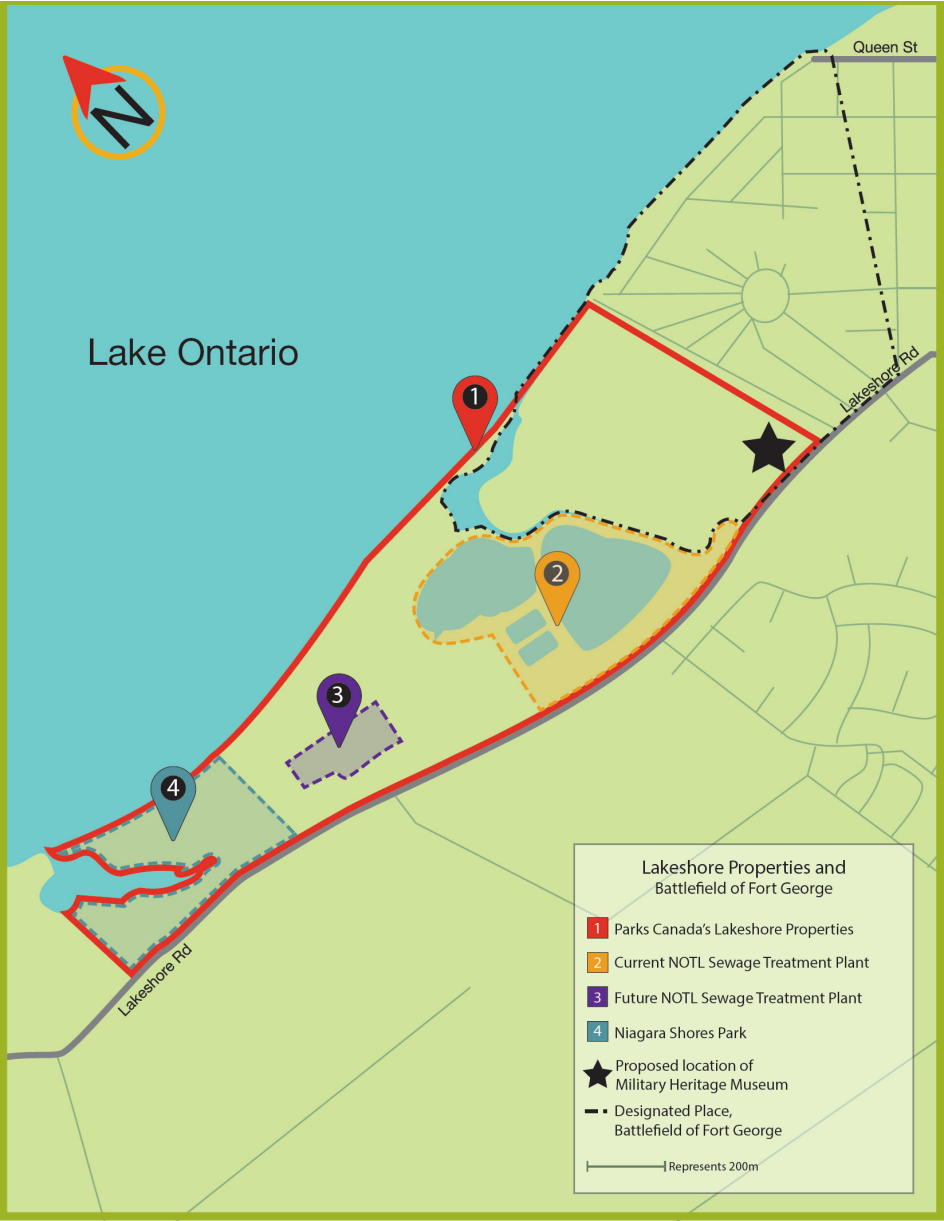 Queen St
N
Lake Ontario
Lakeshore Rd
1
2
3
4
Lakeshore Rd
Lakeshore Properties and
Battlefield of Fort George
1 Parks Canada's Lakeshore Properties
2 Current NOTL Sewage Treatment Plant
3 Future NOTL Sewage Treatment Plant
4 Niagara Shores Park
Proposed location of
Military Heritage Museum
Designated Place,
Battlefield of Fort George
Represents 200m